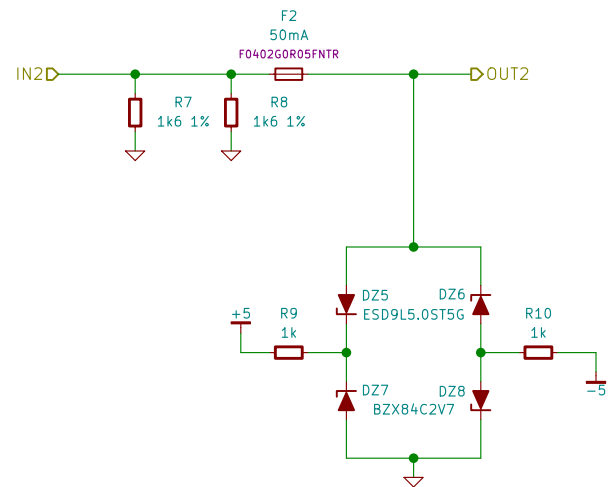 F2
50mA
F0402G0R05FNTR
IN2
OUT2
R7
1k6 1%
R8
1k6 1%
DZ5
DZ6
ESD9L5.0ST5G
+5
R9
1k
R10
1k
DZ7
DZ8
BZX84C2V7
-5